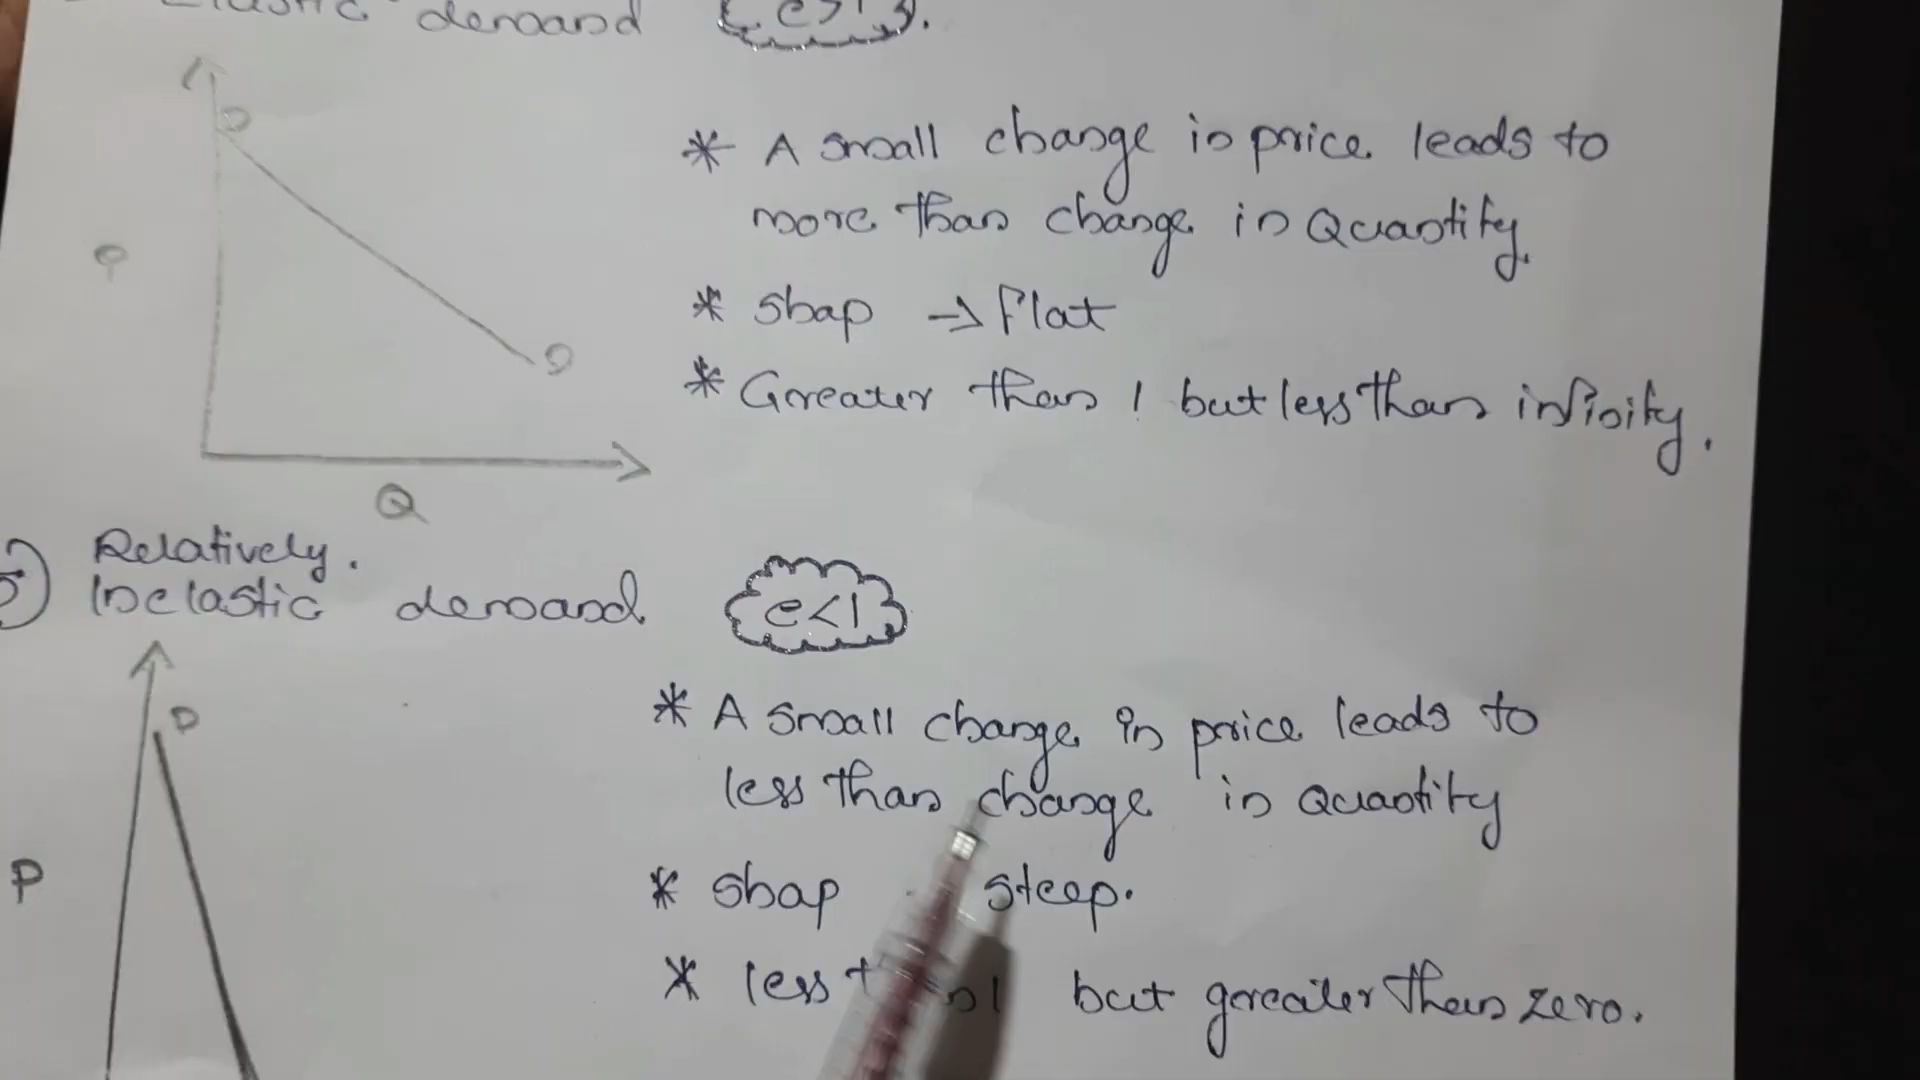 Elastic demand e>1.
D
* A small change in price leads to
more than change in Quantity.
P
* shap → flat
D
* Greater than 1 but less than infinity.
Q
5) Relatively.
Inelastic demand e<1
D
* A small change in price leads to
less than change in Quantity
P
* shap steep.
* less but greater than zero.